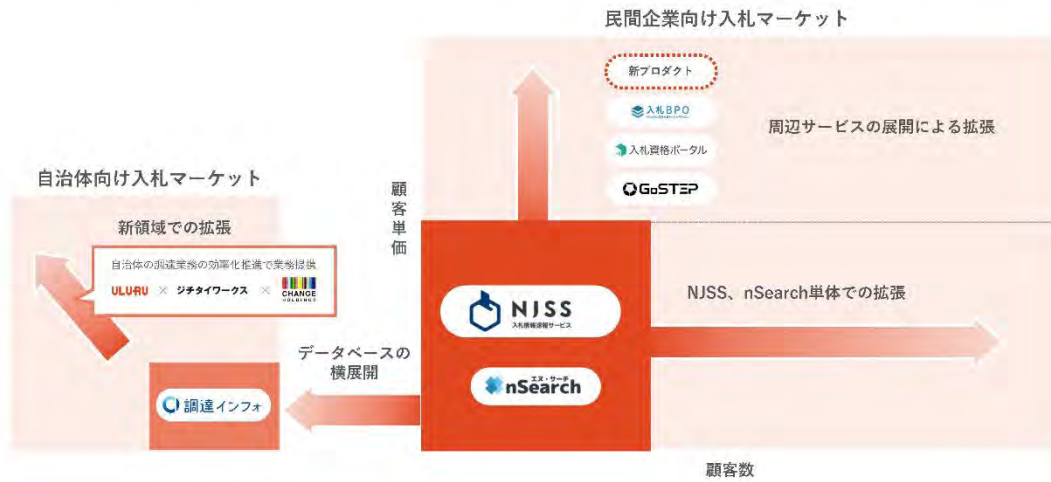 民間企業向け入札マーケット
新プロダクト
入札BPO
入札資格ポータル
GoSTEP
周辺サービスの展開による拡張
自治体向け入札マーケット
新領域での拡張
自治体の調達業務の効率化推進で業務提供
ULURU × ジチタイワークス × CHANGE HOLDINGS
顧客単価
NJSS
入札情報速報サービス
エヌ・サーチ
nSearch
NJSS、nSearch単体での拡張
データベースの
横展開
調達インフォ
顧客数